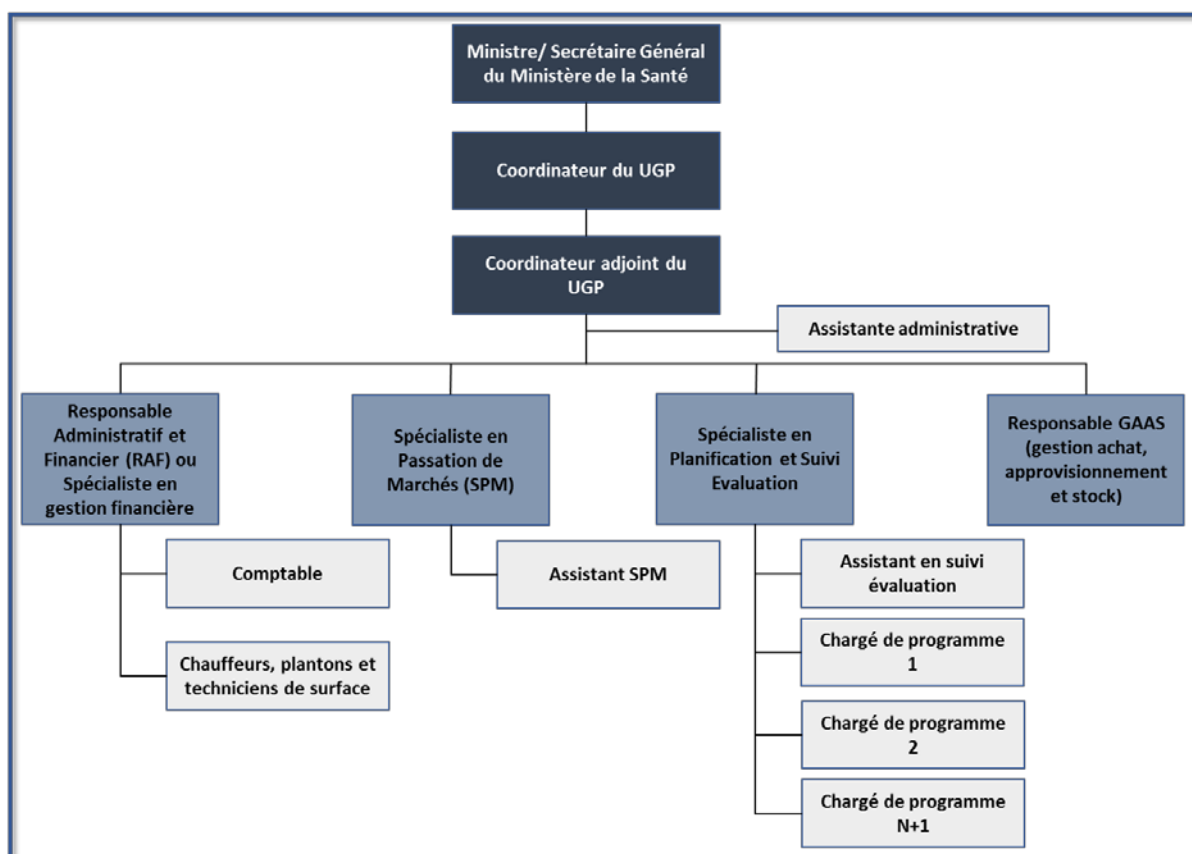 Ministre/ Secrétaire Général
du Ministère de la Santé
Coordinateur du UGP
Coordinateur adjoint du
UGP
Assistante administrative
Responsable
Administratif et
Financier (RAF) ou
Spécialiste en
gestion financière
Spécialiste en
Passation de
Marchés (SPM)
Spécialiste en
Planification et Suivi
Evaluation
Responsable GAAS
(gestion achat,
approvisionnement
et stock)
Comptable
Chauffeurs, plantons et
techniciens de surface
Assistant SPM
Assistant en suivi
évaluation
Chargé de programme
1
Chargé de programme
2
Chargé de programme
N+1